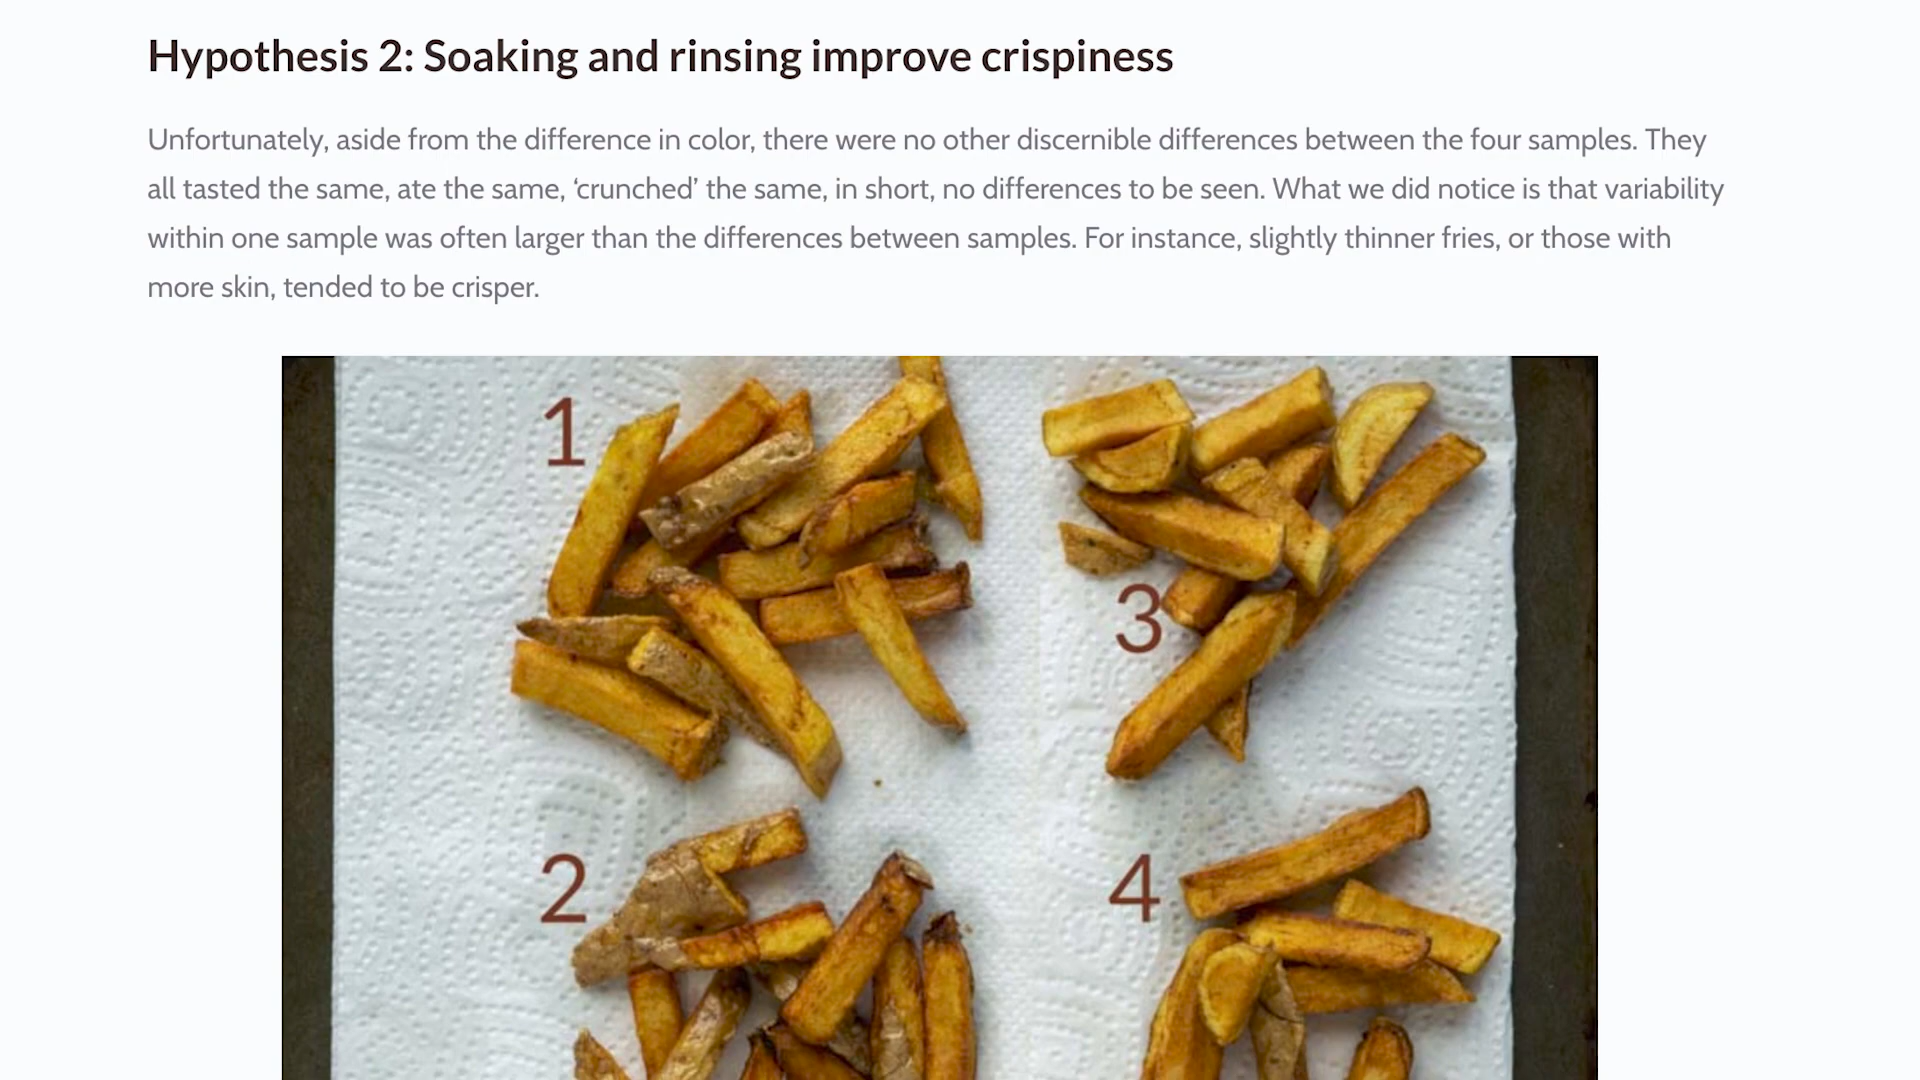 Hypothesis 2: Soaking and rinsing improve crispiness
Unfortunately, aside from the difference in color, there were no other discernible differences between the four samples. They
all tasted the same, ate the same, ‘crunched’ the same, in short, no differences to be seen. What we did notice is that variability
within one sample was often larger than the differences between samples. For instance, slightly thinner fries, or those with
more skin, tended to be crisper.
1
3
2
4